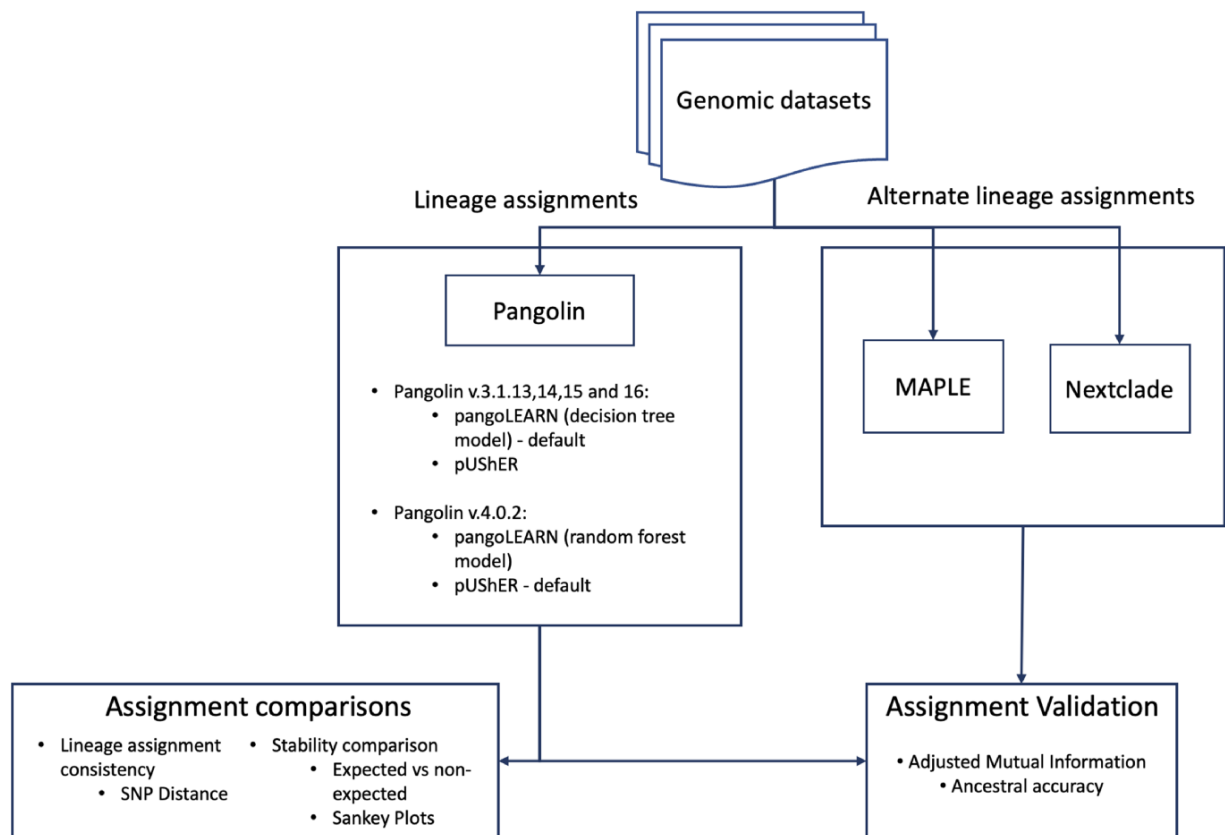 Genomic datasets
Lineage assignments
Alternate lineage assignments
Pangolin
• Pangolin v.3.1.13,14,15 and 16:
• pangoLEARN (decision tree
model) - default
• pUShER
• Pangolin v.4.0.2:
• pangoLEARN (random forest
model)
• pUShER - default
MAPLE
Nextclade
Assignment comparisons
• Lineage assignment
consistency
• SNP Distance
• Stability comparison
• Expected vs non-
expected
• Sankey Plots
Assignment Validation
• Adjusted Mutual Information
• Ancestral accuracy